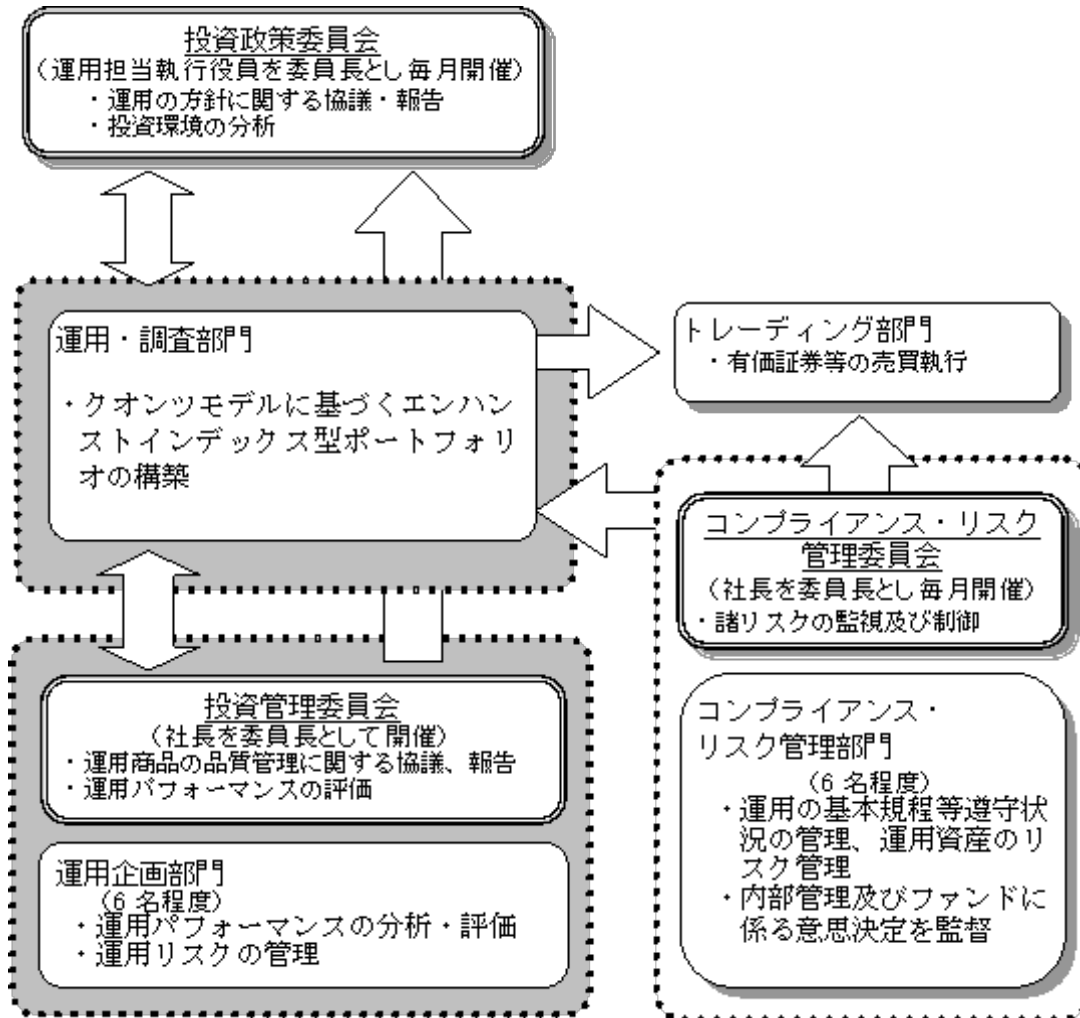 投資政策委員会
（運用担当執行役員を委員長とし毎月開催）
・運用の方針に関する協議・報告
・投資環境の分析
運用・調査部門
・クオンツモデルに基づくエンハン
ストインデックス型ポートフォリ
オの構築
トレーディング部門
・有価証券等の売買執行
コンプライアンス・リスク
管理委員会
（社長を委員長とし毎月開催）
・諸リスクの監視及び制御
投資管理委員会
（社長を委員長として開催）
・運用商品の品質管理に関する協議、報告
・運用パフォーマンスの評価
運用企画部門
（6名程度）
・運用パフォーマンスの分析・評価
・運用リスクの管理
コンプライアンス・
リスク管理部門
（6名程度）
・運用の基本規程等遵守状
況の管理、運用資産のリ
スク管理
・内部管理及びファンドに
係る意思決定を監督